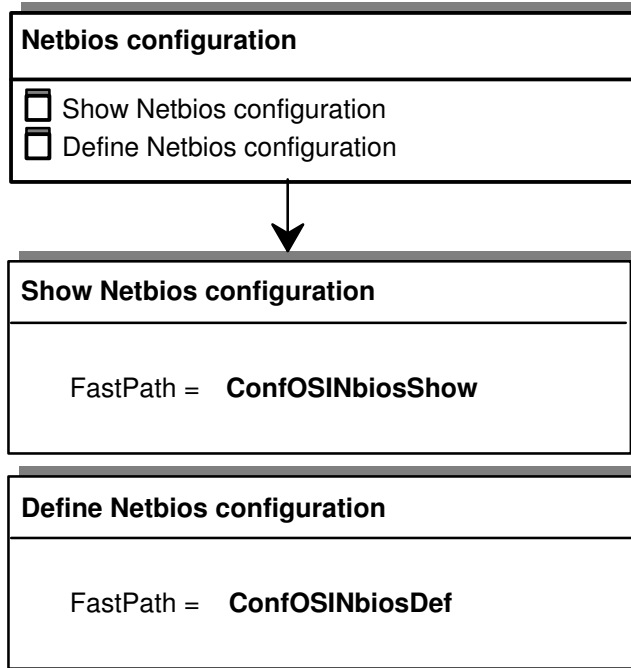 Netbios configuration
Show Netbios configuration
Define Netbios configuration
Show Netbios configuration
FastPath = ConfOSINbiosShow
Define Netbios configuration
FastPath = ConfOSINbiosDef